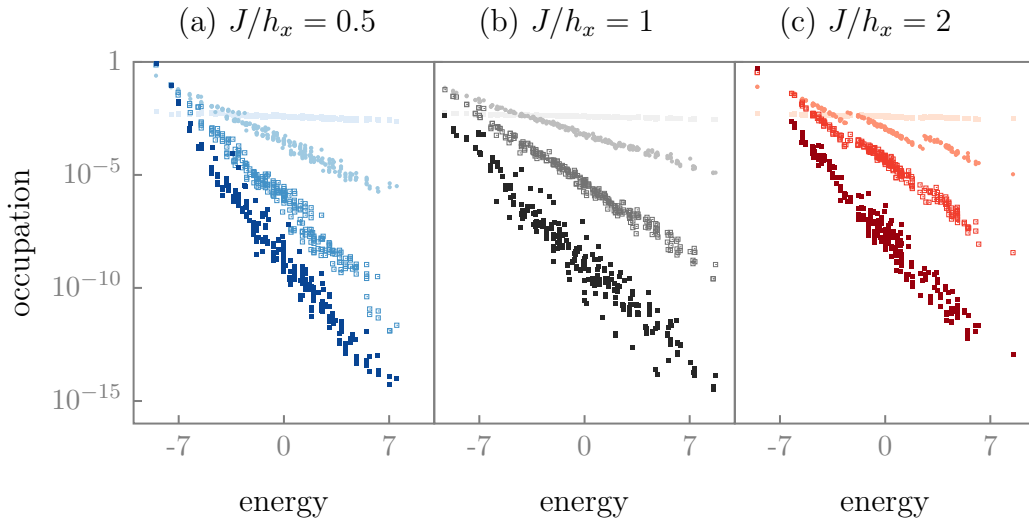 (a) $J/h_x = 0.5$ (b) $J/h_x = 1$ (c) $J/h_x = 2$
1
$10^{-5}$
$10^{-10}$
$10^{-15}$
occupation
-7 0 7 -7 0 7 -7 0 7
energy energy energy